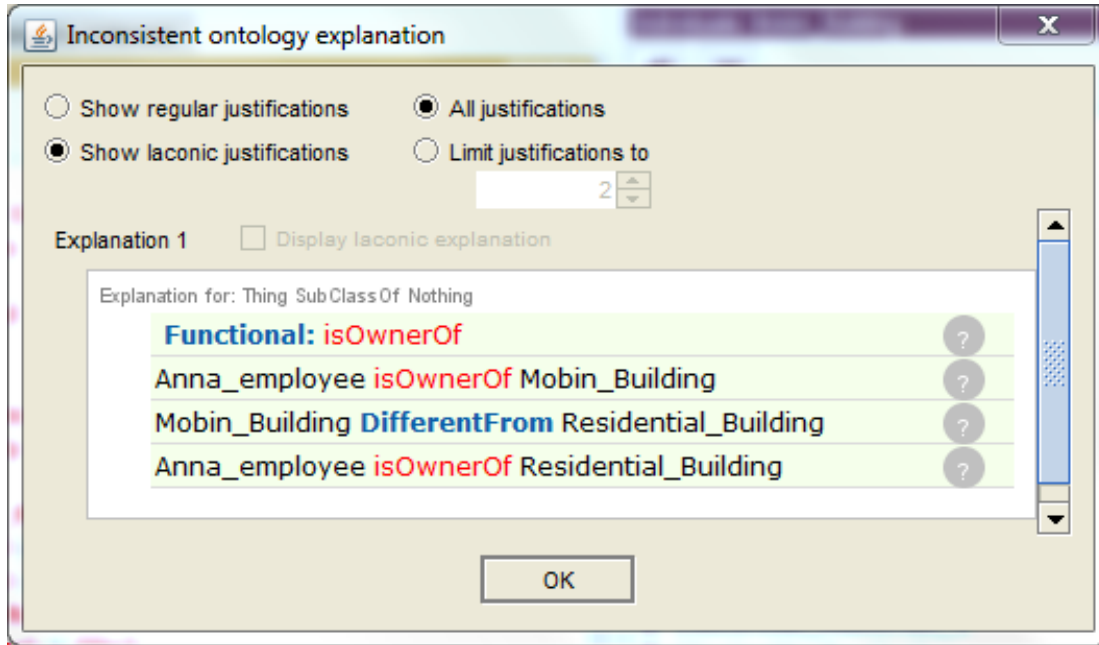 Inconsistent ontology explanation
x
Show regular justifications
All justifications
Show laconic justifications
Limit justifications to
2
Explanation 1
Display laconic explanation
Explanation for: Thing SubClassOf Nothing
Functional: isOwnerOf
?
Anna_employee isOwnerOf Mobin_Building
?
Mobin_Building DifferentFrom Residential_Building
?
Anna_employee isOwnerOf Residential_Building
?
OK